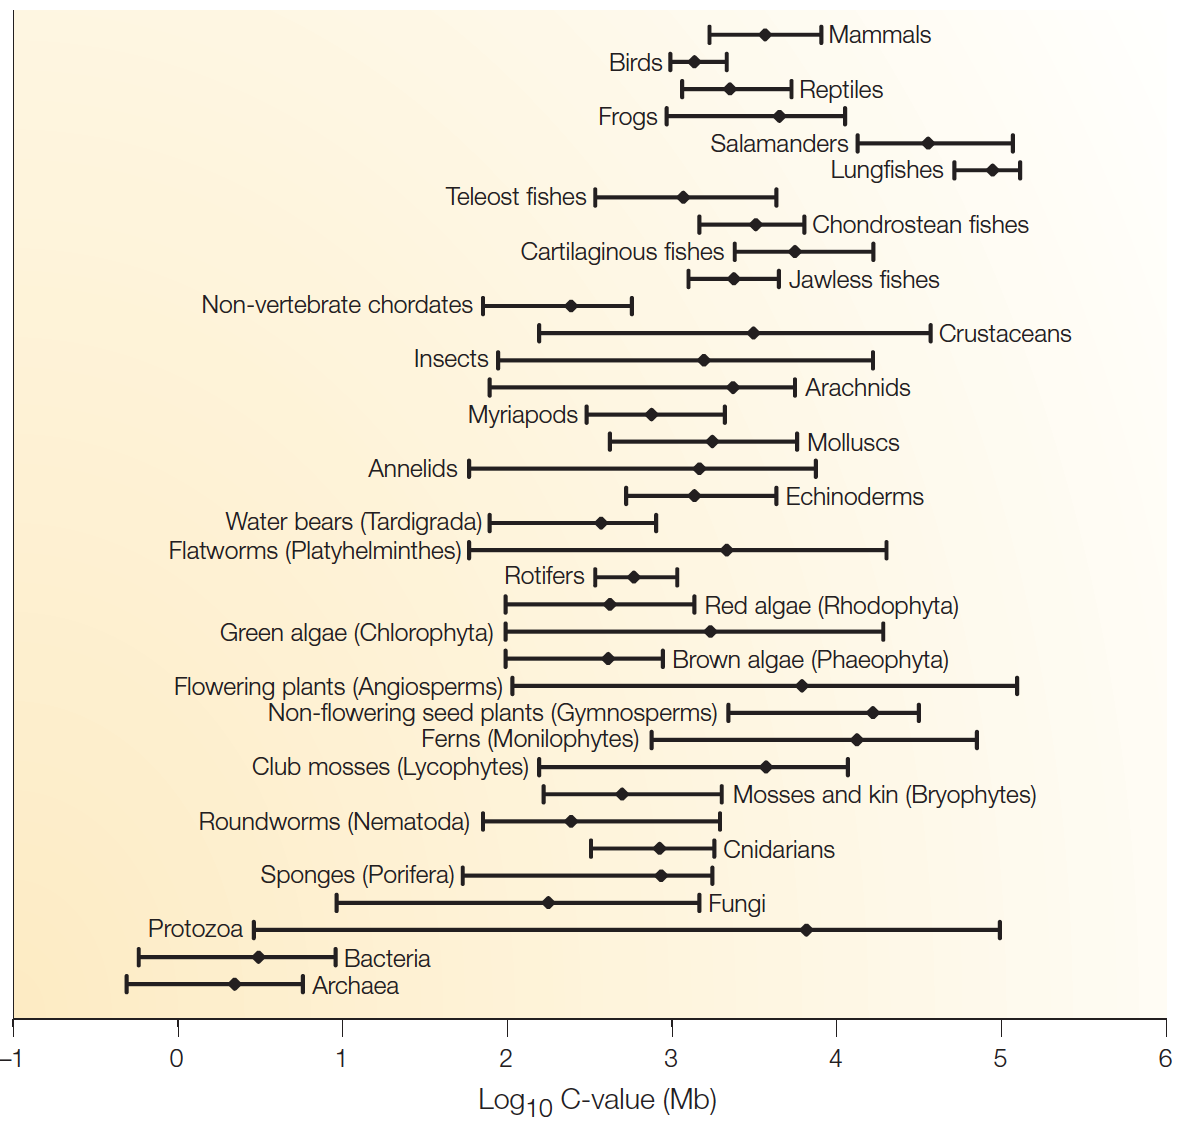 Mammals
Birds
Reptiles
Frogs
Salamanders
Lungfishes
Teleost fishes
Chondrostean fishes
Cartilaginous fishes
Jawless fishes
Non-vertebrate chordates
Crustaceans
Insects
Arachnids
Myriapods
Molluscs
Annelids
Echinoderms
Water bears (Tardigrada)
Flatworms (Platyhelminthes)
Rotifers
Red algae (Rhodophyta)
Green algae (Chlorophyta)
Brown algae (Phaeophyta)
Flowering plants (Angiosperms)
Non-flowering seed plants (Gymnosperms)
Ferns (Monilophytes)
Club mosses (Lycophytes)
Mosses and kin (Bryophytes)
Roundworms (Nematoda)
Cnidarians
Sponges (Porifera)
Fungi
Protozoa
Bacteria
Archaea
–1 0 1 2 3 4 5 6
Log10 C-value (Mb)